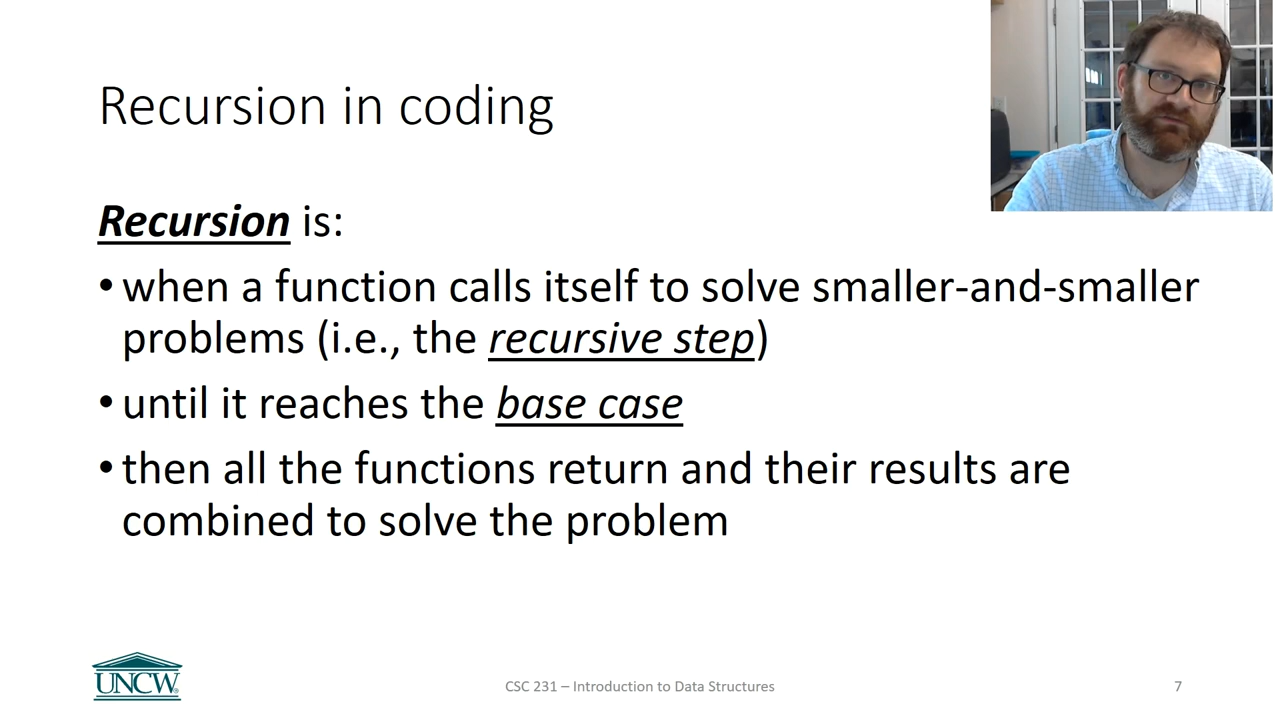 Recursion in coding
Recursion is:
• when a function calls itself to solve smaller-and-smaller
problems (i.e., the recursive step)
• until it reaches the base case
• then all the functions return and their results are
combined to solve the problem
UNCW®
CSC 231 – Introduction to Data Structures
7